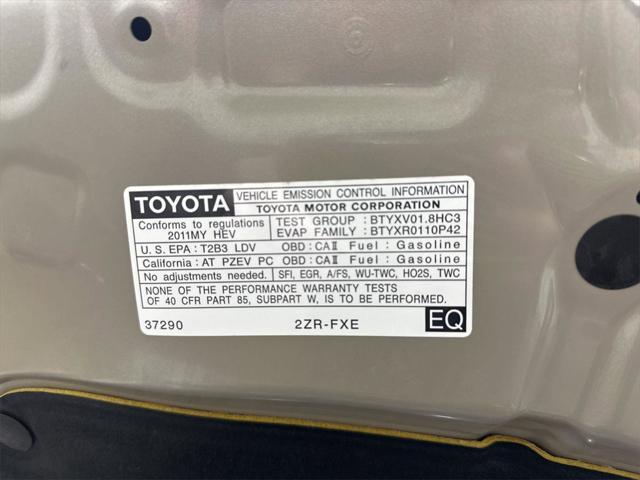 TOYOTA VEHICLE EMISSION CONTROL INFORMATION
TOYOTA MOTOR CORPORATION
Conforms to regulations
2011MY HEV
TEST GROUP : BTYXV01.8HC3
EVAP FAMILY : BTYXR0110P42
U.S. EPA : T2B3 LDV OBD : CAⅡ Fuel : Gasoline
California : AT PZEV PC OBD : CAⅡ Fuel : Gasoline
No adjustments needed. SFI, EGR, A/FS, WU-TWC, HO2S, TWC
NONE OF THE PERFORMANCE WARRANTY TESTS
OF 40 CFR PART 85, SUBPART W, IS TO BE PERFORMED.
37290 2ZR-FXE EQ